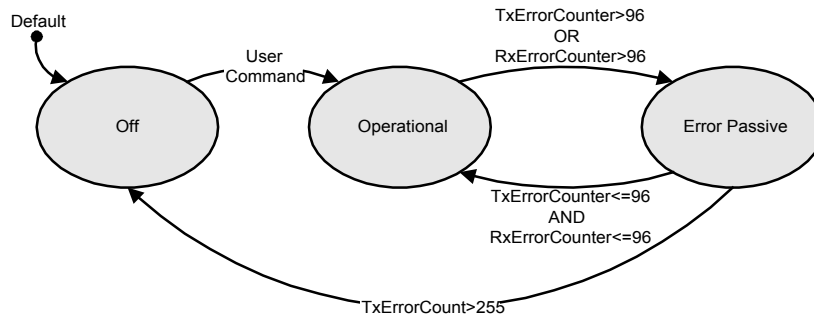 Default
User
Command
TxErrorCounter>96
OR
RxErrorCounter>96
Off
Operational
Error Passive
TxErrorCounter<=96
AND
RxErrorCounter<=96
TxErrorCount>255